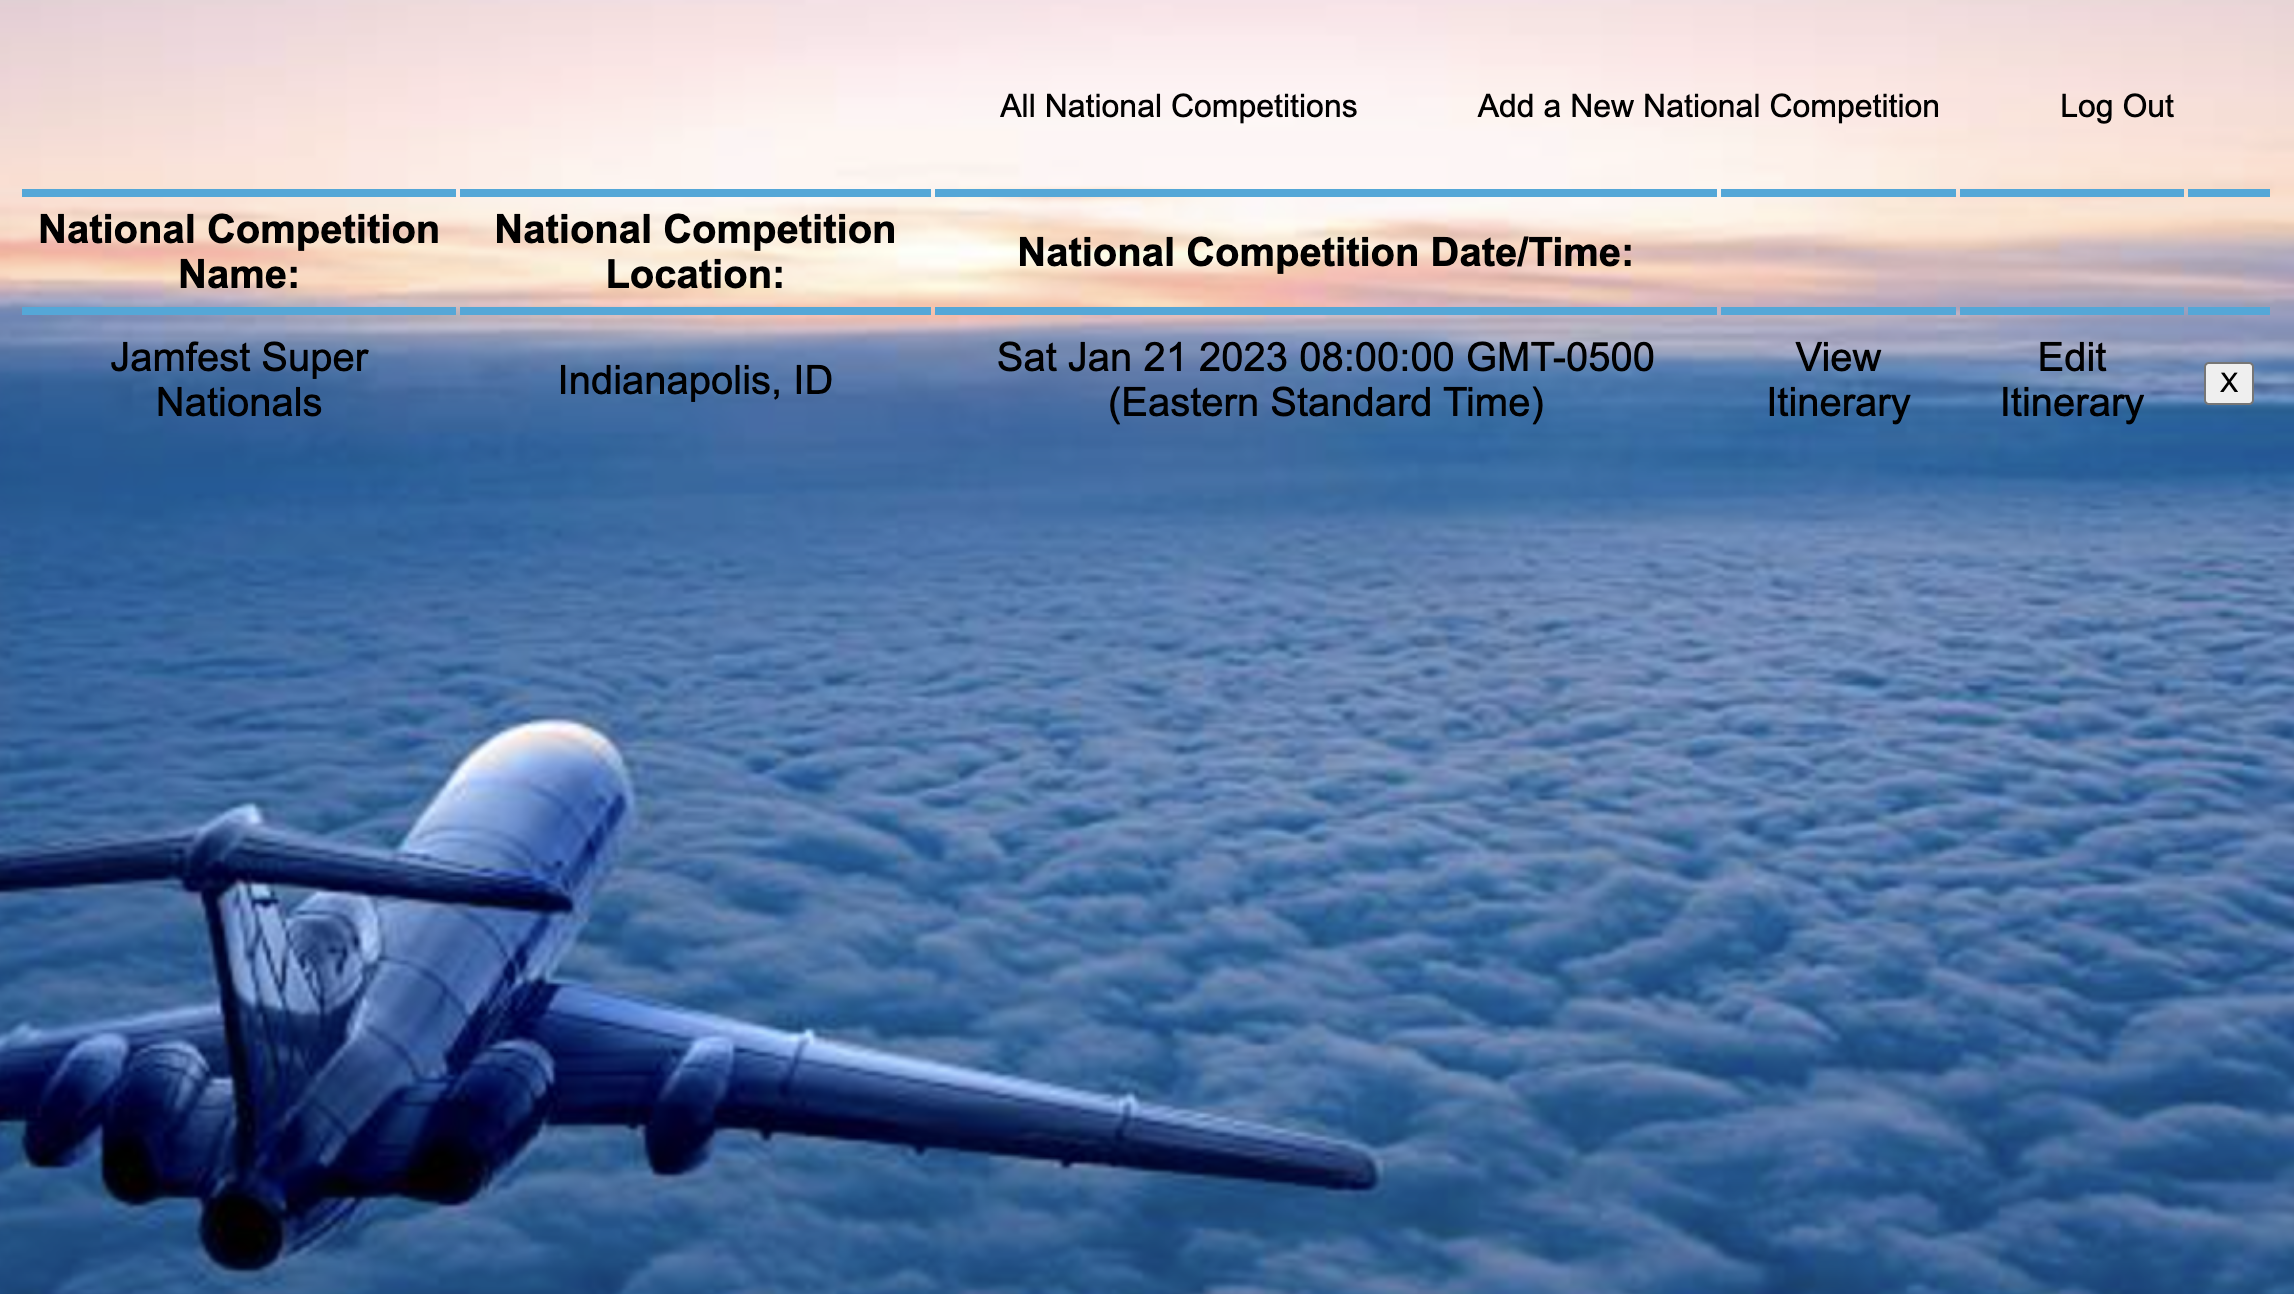 All National Competitions Add a New National Competition Log Out
National Competition
Name:
National Competition
Location:
National Competition Date/Time:
Jamfest Super
Nationals
Indianapolis, ID
Sat Jan 21 2023 08:00:00 GMT-0500
(Eastern Standard Time)
View
Itinerary
Edit
Itinerary
X